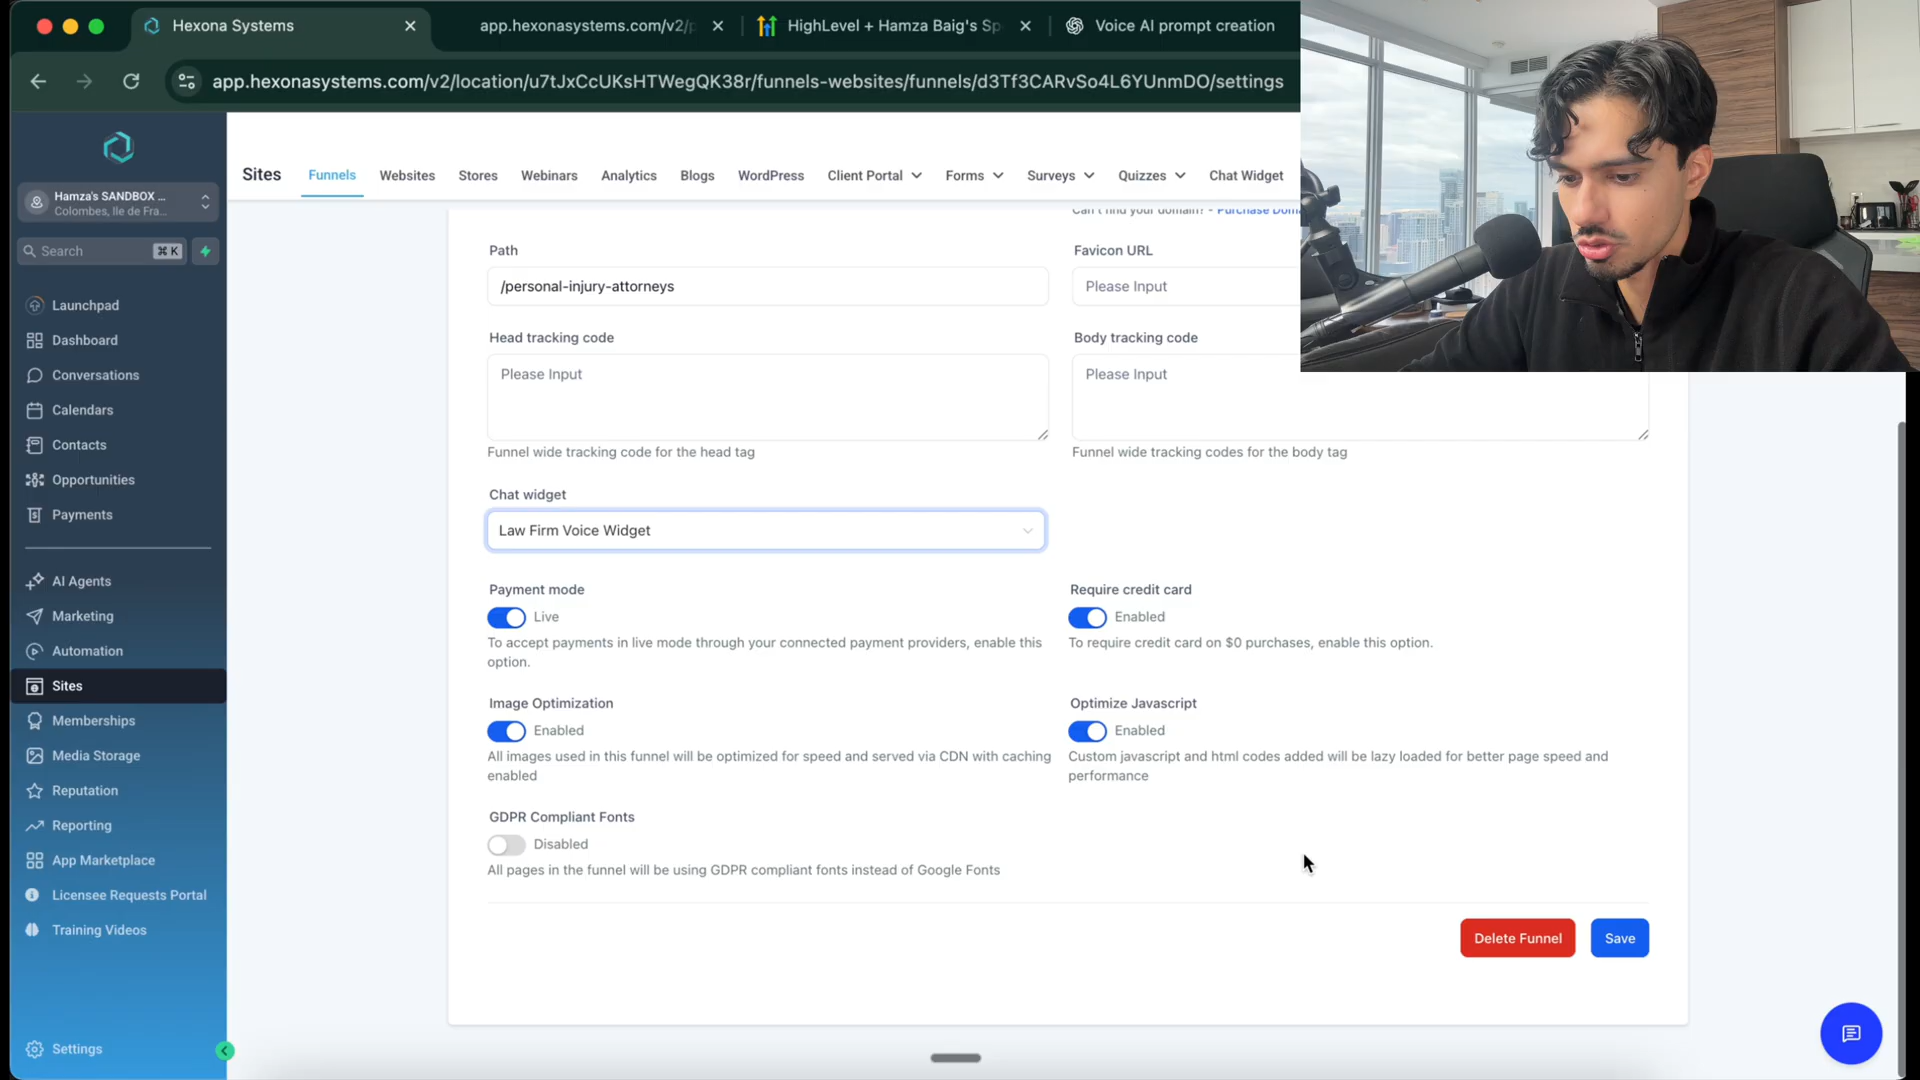 Hexona Systems
app.hexonasystems.com/v2/p
HighLevel + Hamza Baig's Sp
Voice AI prompt creation
app.hexonasystems.com/v2/location/u7tJxCcUKsHTWegQK38r/funnels-websites/funnels/d3Tf3CARvSo4L6YUnmDO/settings
Hamza's SANDBOX ...
Colombes, Ile de Fra...
Search
⌘ K
Launchpad
Dashboard
Conversations
Calendars
Contacts
Opportunities
Payments
AI Agents
Marketing
Automation
Sites
Memberships
Media Storage
Reputation
Reporting
App Marketplace
Licensee Requests Portal
Training Videos
Settings
Sites
Funnels
Websites
Stores
Webinars
Analytics
Blogs
WordPress
Client Portal
Forms
Surveys
Quizzes
Chat Widget
Can't find your domain? - Purchase Doma
Path
/personal-injury-attorneys
Favicon URL
Please Input
Head tracking code
Please Input
Funnel wide tracking code for the head tag
Body tracking code
Please Input
Funnel wide tracking codes for the body tag
Chat widget
Law Firm Voice Widget
Payment mode
Live
To accept payments in live mode through your connected payment providers, enable this
option.
Require credit card
Enabled
To require credit card on $0 purchases, enable this option.
Image Optimization
Enabled
All images used in this funnel will be optimized for speed and served via CDN with caching
enabled
Optimize Javascript
Enabled
Custom javascript and html codes added will be lazy loaded for better page speed and
performance
GDPR Compliant Fonts
Disabled
All pages in the funnel will be using GDPR compliant fonts instead of Google Fonts
Delete Funnel
Save